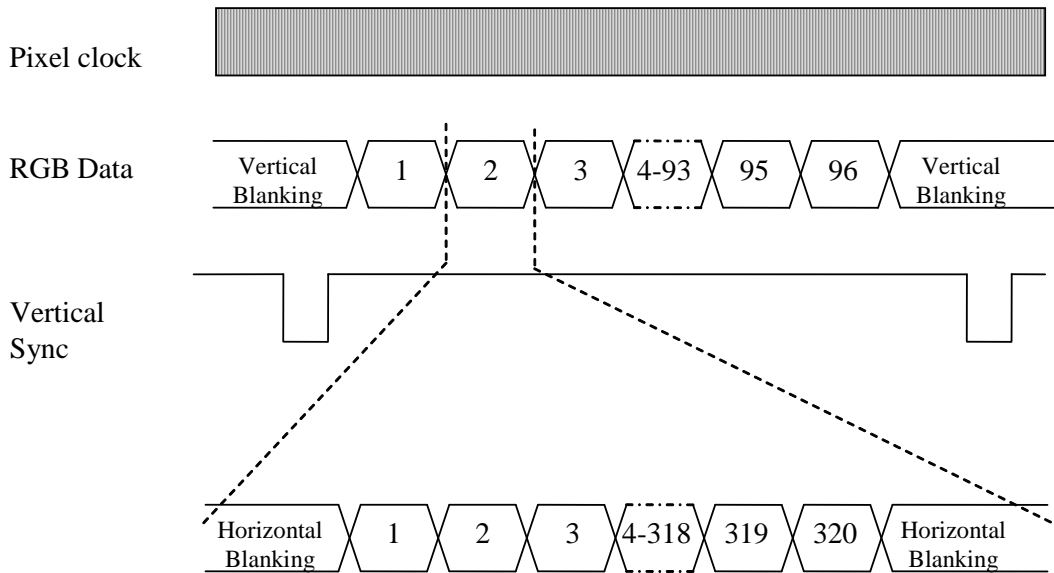 Pixel clock
RGB Data
Vertical
Blanking
1
2
3
4-93
95
96
Vertical
Blanking
Vertical
Sync
Horizontal
Blanking
1
2
3
4-318
319
320
Horizontal
Blanking